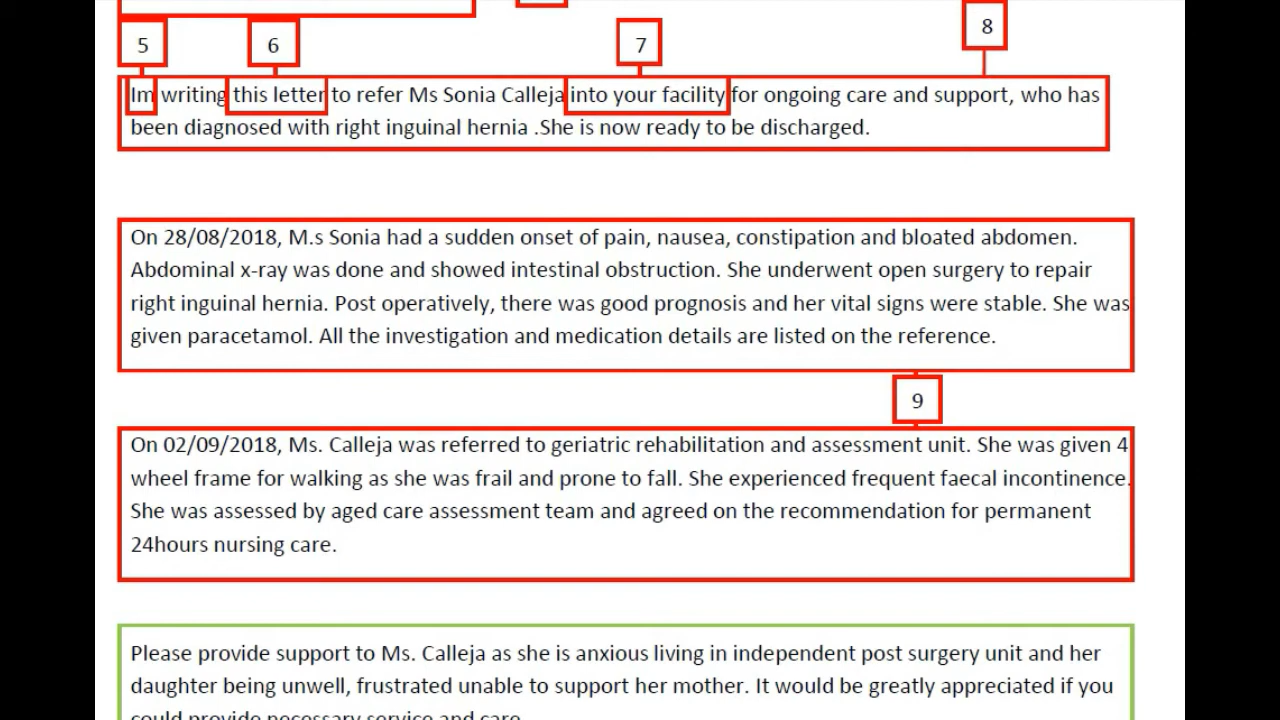 5 6 7 8
Im writing this letter to refer Ms Sonia Calleja into your facility for ongoing care and support, who has
been diagnosed with right inguinal hernia .She is now ready to be discharged.
On 28/08/2018, M.s Sonia had a sudden onset of pain, nausea, constipation and bloated abdomen.
Abdominal x-ray was done and showed intestinal obstruction. She underwent open surgery to repair
right inguinal hernia. Post operatively, there was good prognosis and her vital signs were stable. She was
given paracetamol. All the investigation and medication details are listed on the reference.
9
On 02/09/2018, Ms. Calleja was referred to geriatric rehabilitation and assessment unit. She was given 4
wheel frame for walking as she was frail and prone to fall. She experienced frequent faecal incontinence.
She was assessed by aged care assessment team and agreed on the recommendation for permanent
24hours nursing care.
Please provide support to Ms. Calleja as she is anxious living in independent post surgery unit and her
daughter being unwell, frustrated unable to support her mother. It would be greatly appreciated if you
could provide necessary service and care